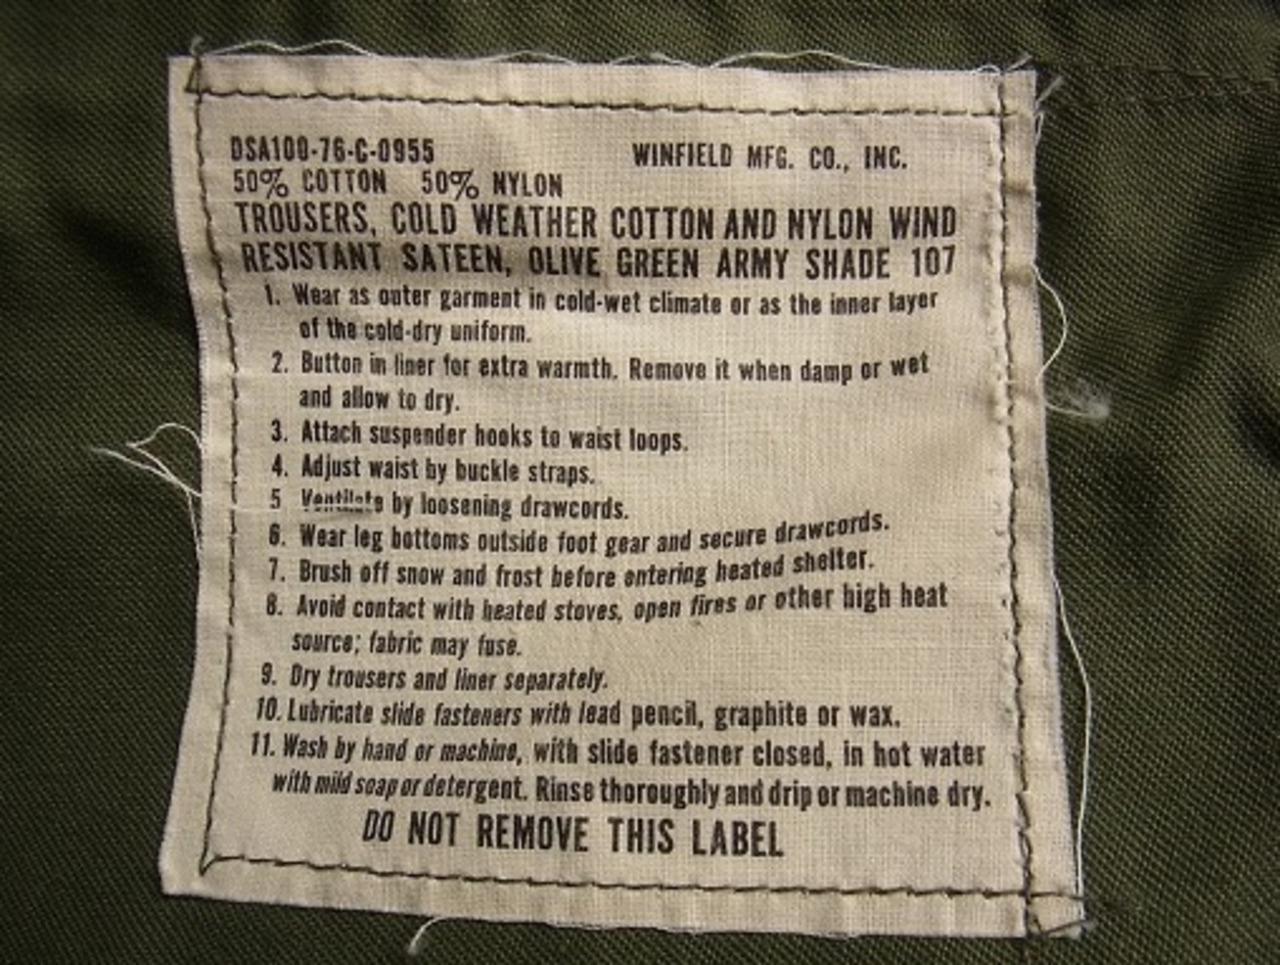 DSA100-76-C-0955 WINFIELD MFG. CO., INC.
50% COTTON 50% NYLON
TROUSERS, COLD WEATHER COTTON AND NYLON WIND
RESISTANT SATEEN, OLIVE GREEN ARMY SHADE 107
1. Wear as outer garment in cold-wet climate or as the inner layer
of the cold-dry uniform.
2. Button in liner for extra warmth. Remove it when damp or wet
and allow to dry.
3. Attach suspender hooks to waist loops.
4. Adjust waist by buckle straps.
5 Ventilate by loosening drawcords.
6. Wear leg bottoms outside foot gear and secure drawcords.
7. Brush off snow and frost before entering heated shelter.
8. Avoid contact with heated stoves, open fires or other high heat
source; fabric may fuse.
9. Dry trousers and liner separately.
10. Lubricate slide fasteners with lead pencil, graphite or wax.
11. Wash by hand or machine, with slide fastener closed, in hot water
with mild soap or detergent. Rinse thoroughly and drip or machine dry.
DO NOT REMOVE THIS LABEL